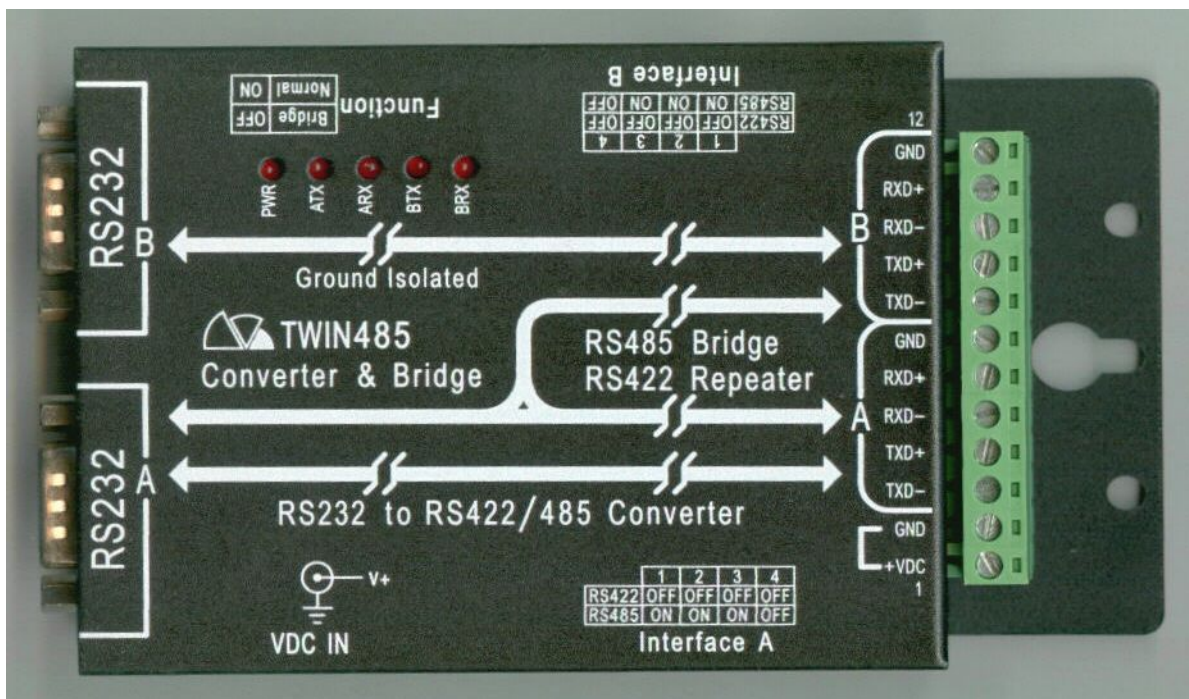 Function
Bridge OFF
Normal ON
Interface B
1 2 3 4
RS422 OFF OFF OFF OFF
RS485 ON ON ON OFF
PWR
ATX
ARX
BTX
BRX
RS232
B
Ground Isolated
TWIN485
Converter & Bridge
RS485 Bridge
RS422 Repeater
RS232
A
RS232 to RS422/485 Converter
V+
VDC IN
1 2 3 4
RS422 OFF OFF OFF OFF
RS485 ON ON ON OFF
Interface A
12
B
GND
RXD+
RXD-
TXD+
TXD-
A
GND
RXD+
RXD-
TXD+
TXD-
GND
+VDC
1